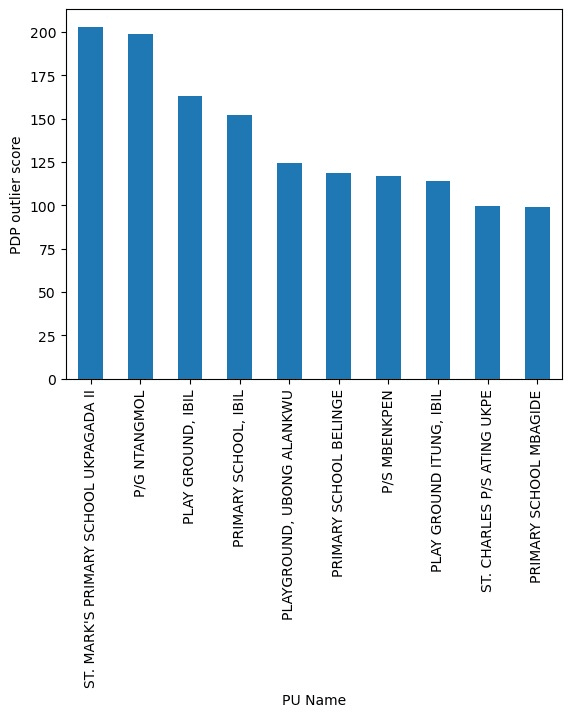 200
175
150
125
100
75
50
25
0
PDP outlier score
ST. MARK'S PRIMARY SCHOOL UKPAGADA II
P/G NTANGMOL
PLAY GROUND, IBIL
PRIMARY SCHOOL, IBIL
PLAYGROUND, UBONG ALANKWU
PRIMARY SCHOOL BELINGE
P/S MBENKPEN
PLAY GROUND ITUNG, IBIL
ST. CHARLES P/S ATING UKPE
PRIMARY SCHOOL MBAGIDE
PU Name